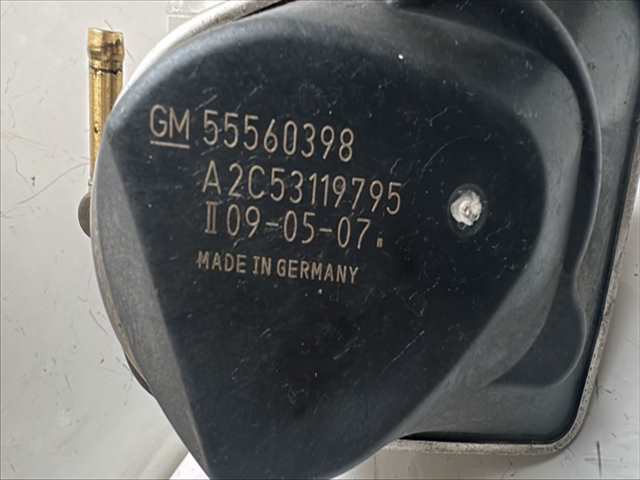 GM 55560398
A2C53119795
II 09-05-07
MADE IN GERMANY